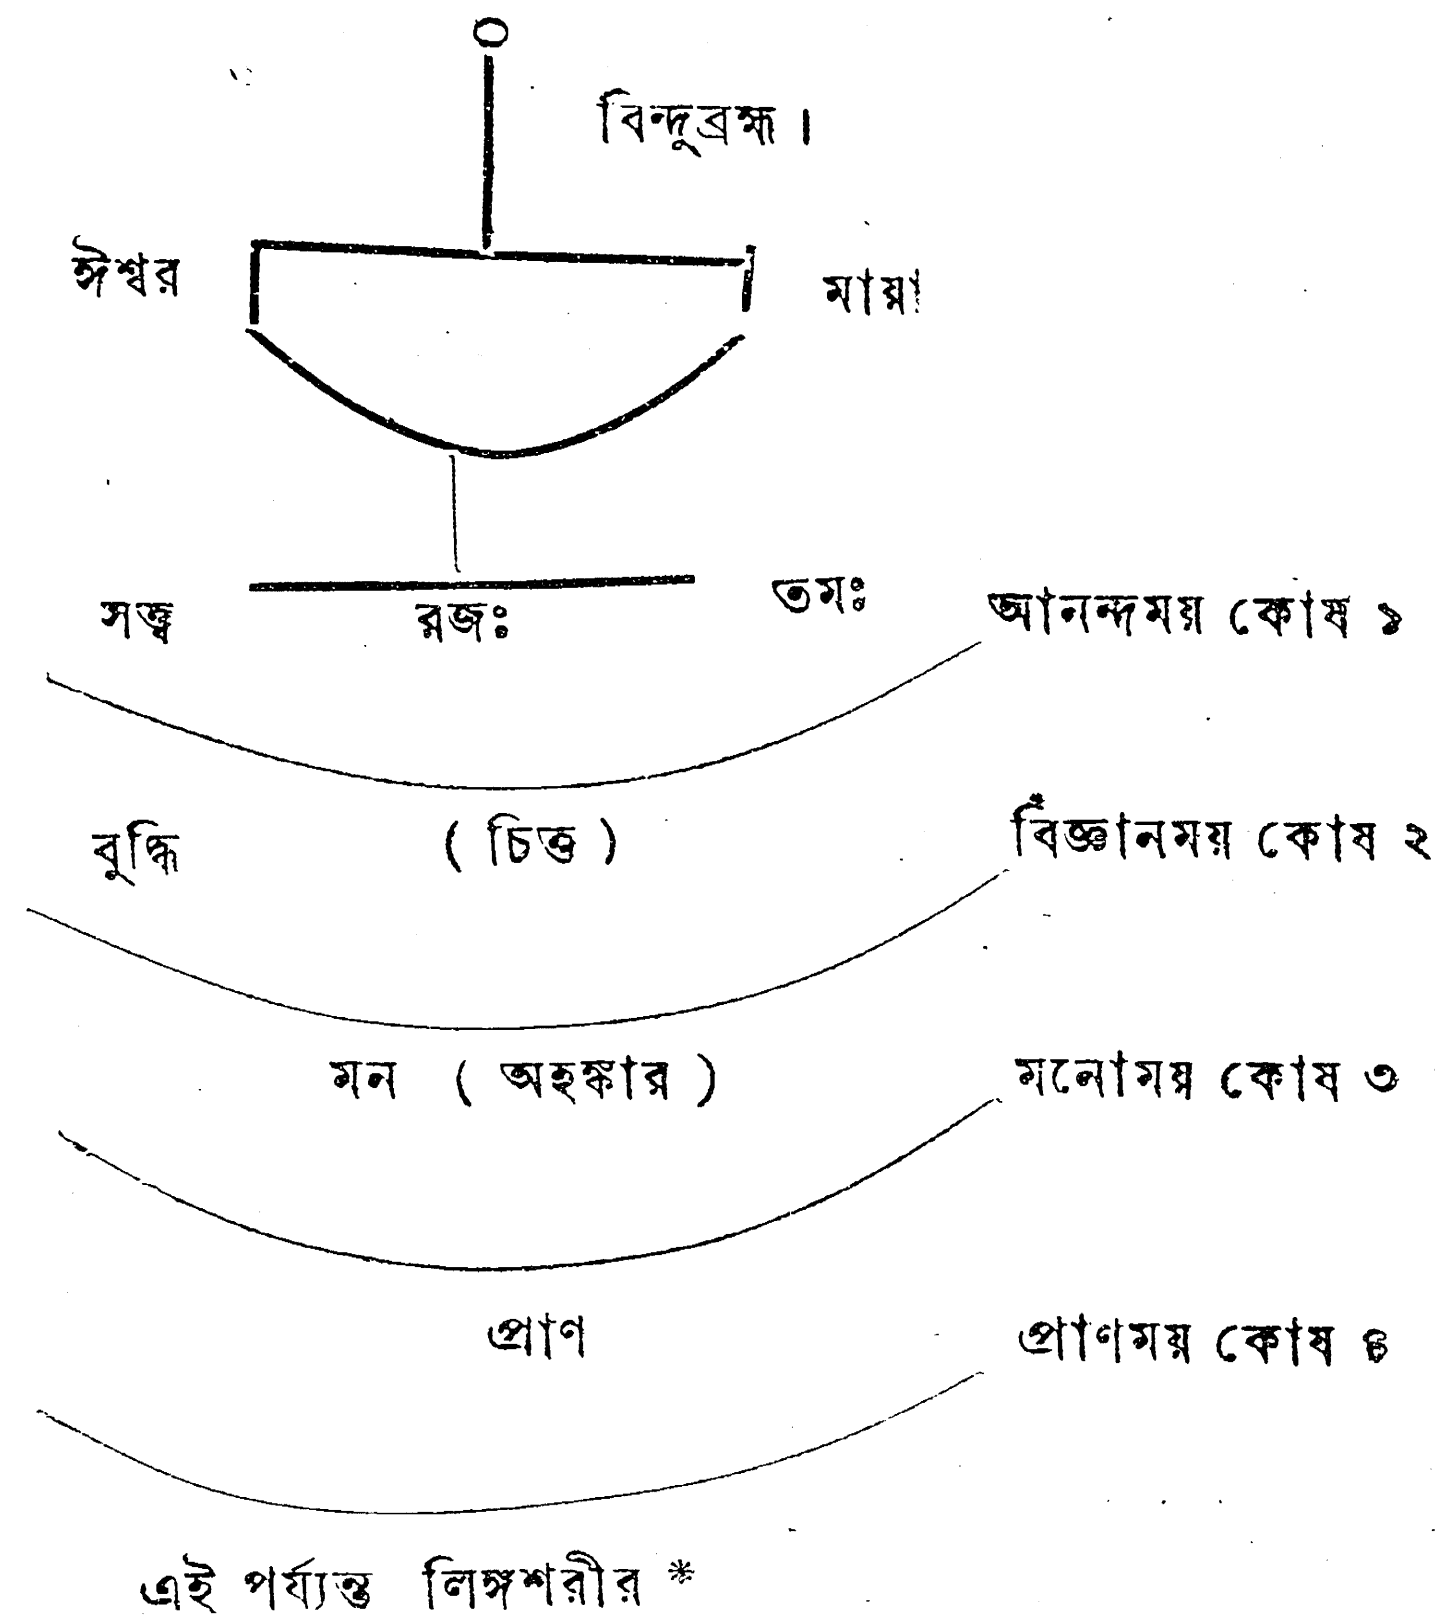 বিন্দুব্রহ্ম।
ঈশ্বর মায়া
সত্ত্ব রজঃ তমঃ আনন্দময় কোষ ১
বুদ্ধি ( চিত্ত ) বিজ্ঞানময় কোষ ২
মন ( অহঙ্কার ) মনোময় কোষ ৩
প্রাণ প্রাণময় কোষ ৪
এই পর্য্যন্ত লিঙ্গশরীর *